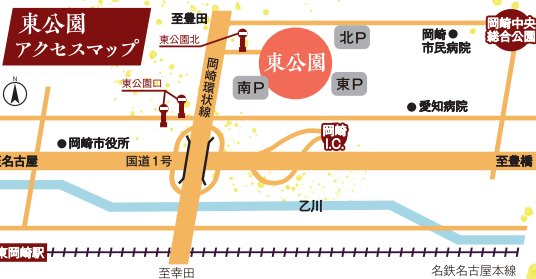 東公園
アクセスマップ
至豊田
東公園北
東公園
北P
南P
東P
岡崎
市民病院
岡崎中央
総合公園
岡崎環状線
東公園口
N
愛知病院
岡崎市役所
岡崎
I.C.
至名古屋
国道1号
至豊橋
乙川
東岡崎駅
至幸田
名鉄名古屋本線